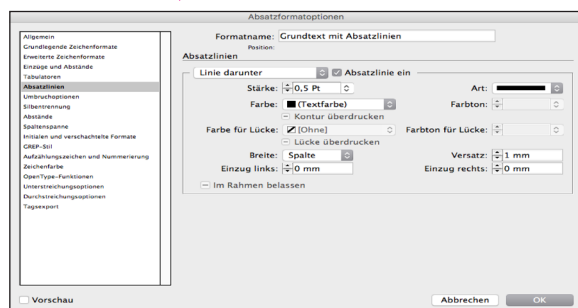 Absatzformatoptionen
Allgemein
Grundlegende Zeichenformate
Erweiterte Zeichenformate
Einzüge und Abstände
Tabulatoren
Absatzlinien
Umbruchoptionen
Silbentrennung
Abstände
Spaltenspanne
Initialen und verschachtelte Formate
GREP-Stil
Aufzählungszeichen und Nummerierung
Zeichenfarbe
OpenType-Funktionen
Unterstreichungsoptionen
Durchstreichungsoptionen
Tagsexport
Formatname: Grundtext mit Absatzlinien
Position:
Absatzlinien
Linie darunter Absatzlinie ein
Stärke: 0,5 Pt Art:
Farbe: (Textfarbe) Farbton:
Kontur überdrucken
Farbe für Lücke: [Ohne] Farbton für Lücke:
Lücke überdrucken
Breite: Spalte Versatz: 1 mm
Einzug links: 0 mm Einzug rechts: 0 mm
Im Rahmen belassen
Vorschau Abbrechen OK